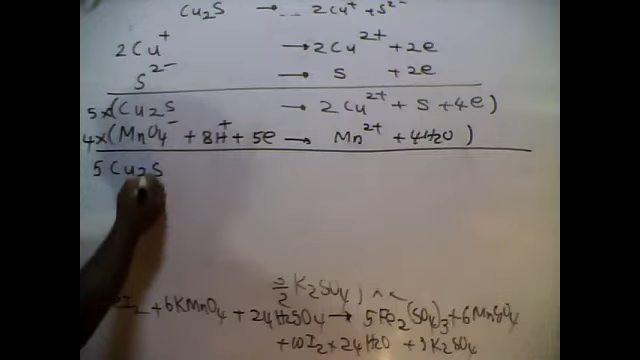 Cu₂S → 2Cu⁺ + S²⁻
2Cu⁺ → 2Cu²⁺ + 2e
S²⁻ → S + 2e
5x(Cu₂S → 2Cu²⁺ + S + 4e)
4x(MnO₄⁻ + 8H⁺ + 5e → Mn²⁺ + 4H₂O)
5Cu₂S
K₂SO₄
I₂ + 6KMnO₄ + 24H₂SO₄ → 5Fe₂(SO₄)₃ + 6MnSO₄
+ 10I₂ + 24H₂O + 3K₂SO₄